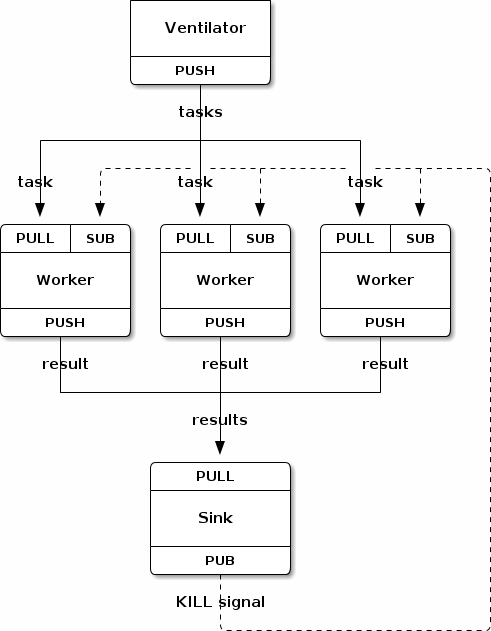 Ventilator
PUSH
tasks
task task task
PULL SUB PULL SUB PULL SUB
Worker Worker Worker
PUSH PUSH PUSH
result result result
results
PULL
Sink
PUB
KILL signal